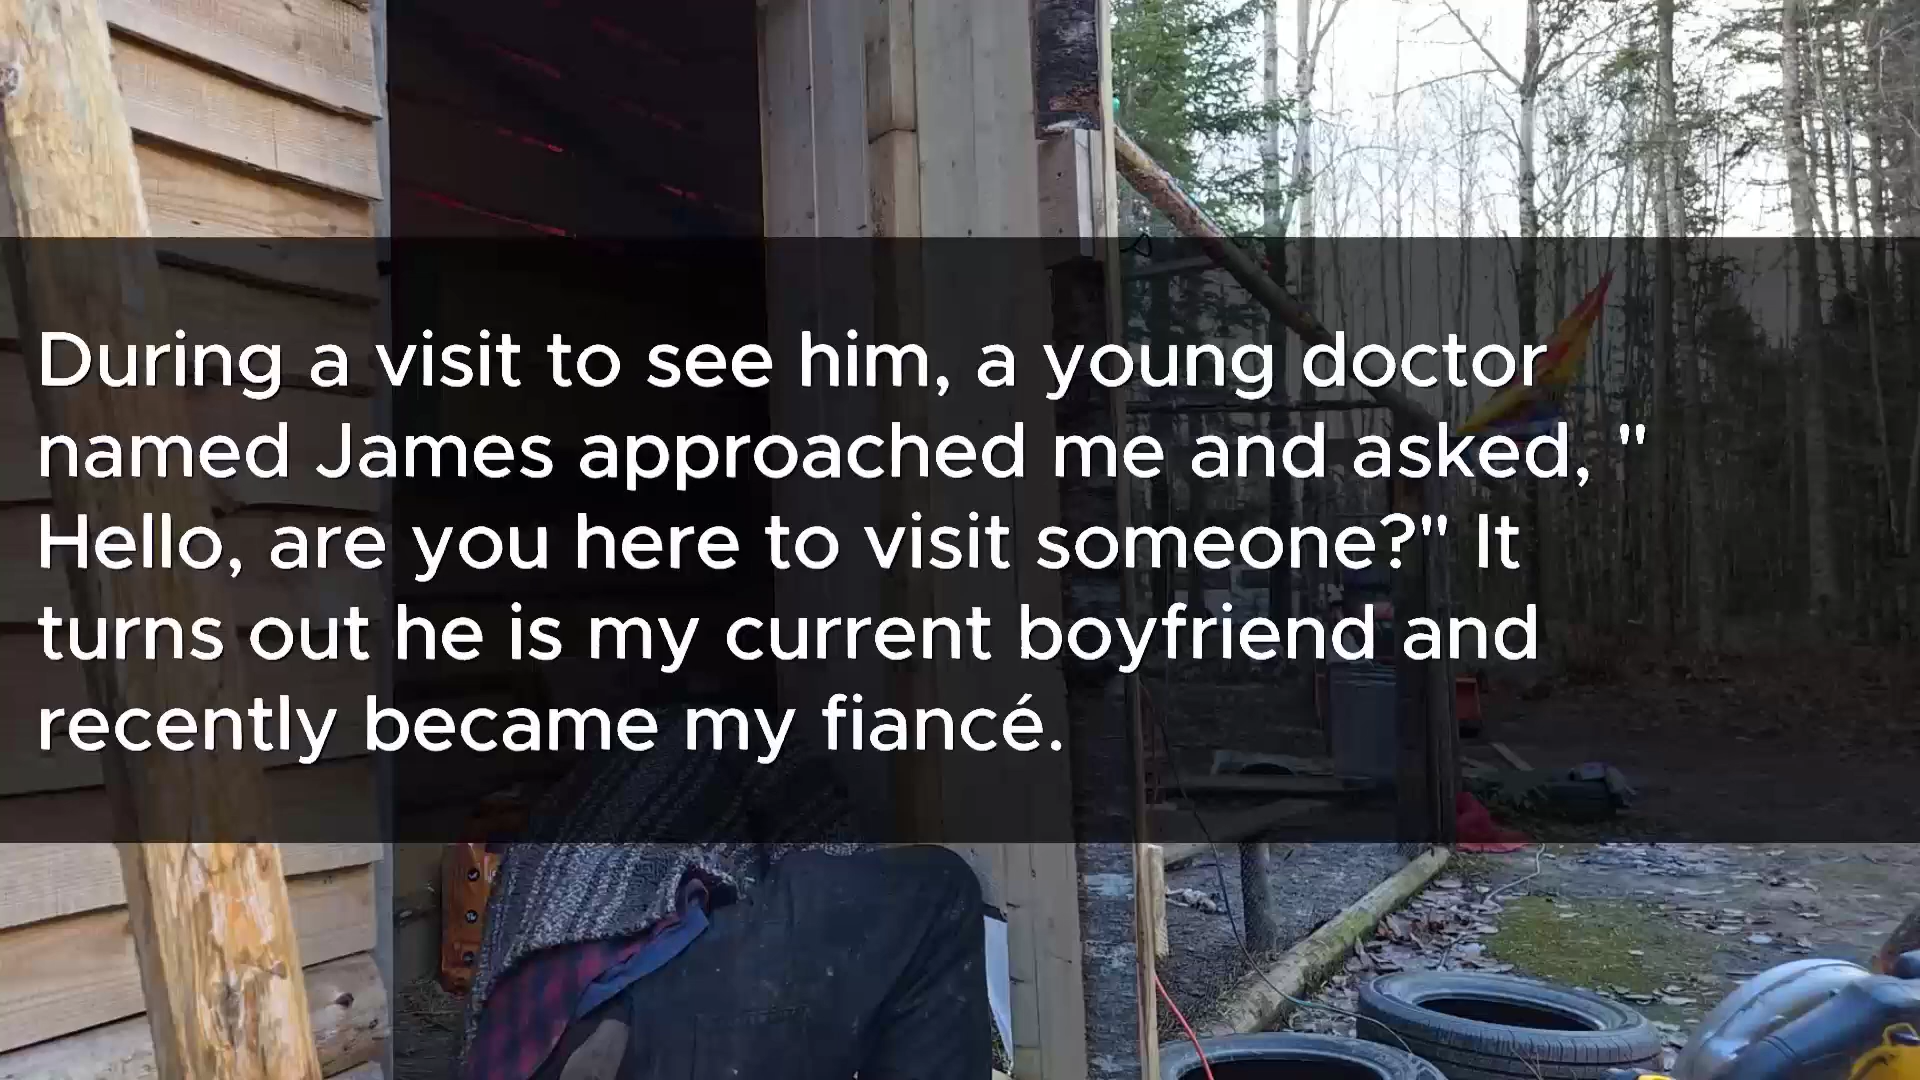 During a visit to see him, a young doctor
named James approached me and asked, "
Hello, are you here to visit someone?" It
turns out he is my current boyfriend and
recently became my fiancé.